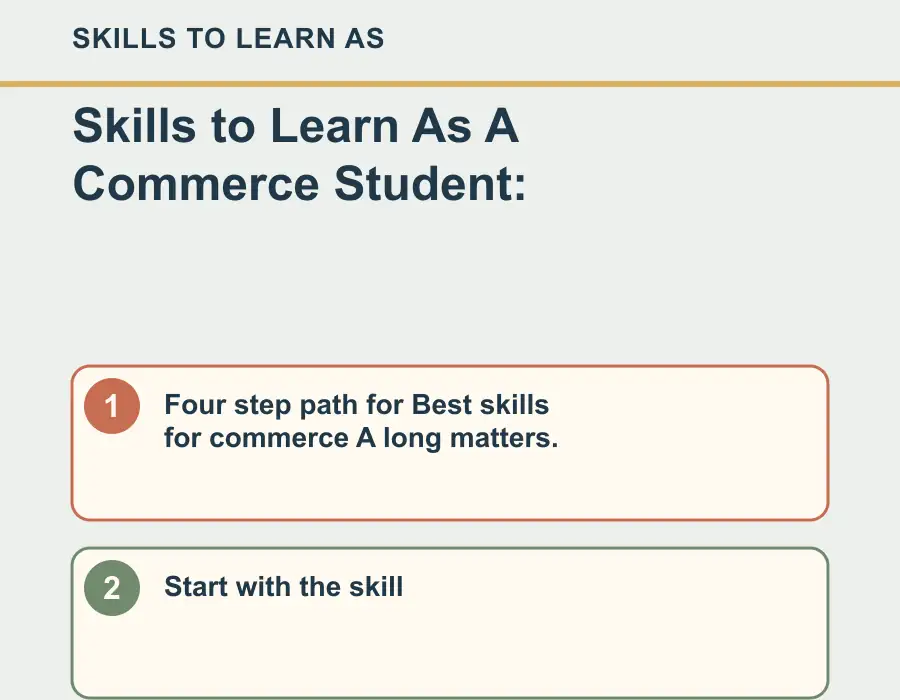 SKILLS TO LEARN AS
Skills to Learn As A
Commerce Student:
1
Four step path for Best skills
for commerce A long matters.
2
Start with the skill